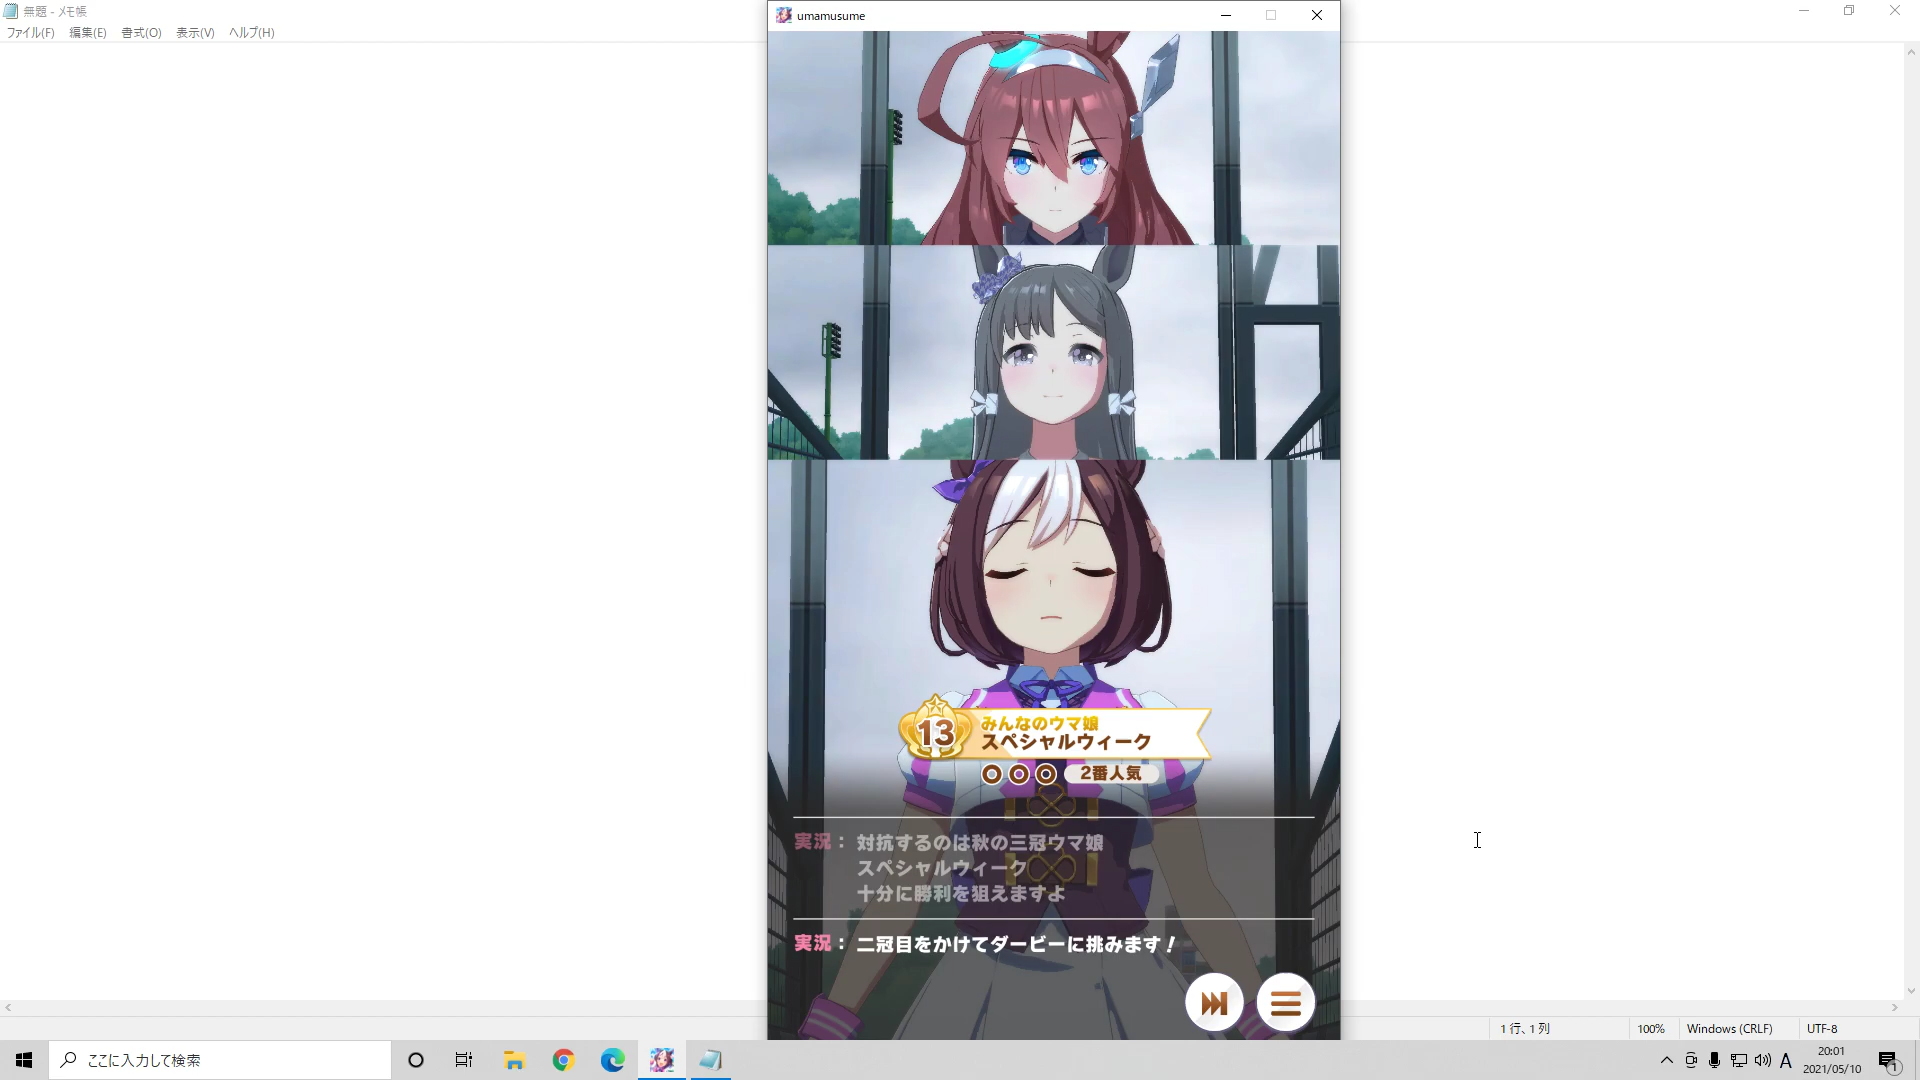 無題 - メモ帳
ファイル(F) 編集(E) 書式(O) 表示(V) ヘルプ(H)
umamusume
13
みんなのウマ娘
スペシャルウィーク
2番人気
実況： 対抗するのは秋の三冠ウマ娘
スペシャルウィーク
十分に勝利を狙えますよ
実況： 二冠目をかけてダービーに挑みます！
1 行、1 列
100%
Windows (CRLF)
UTF-8
ここに入力して検索
A
20:01
2021/05/10
1